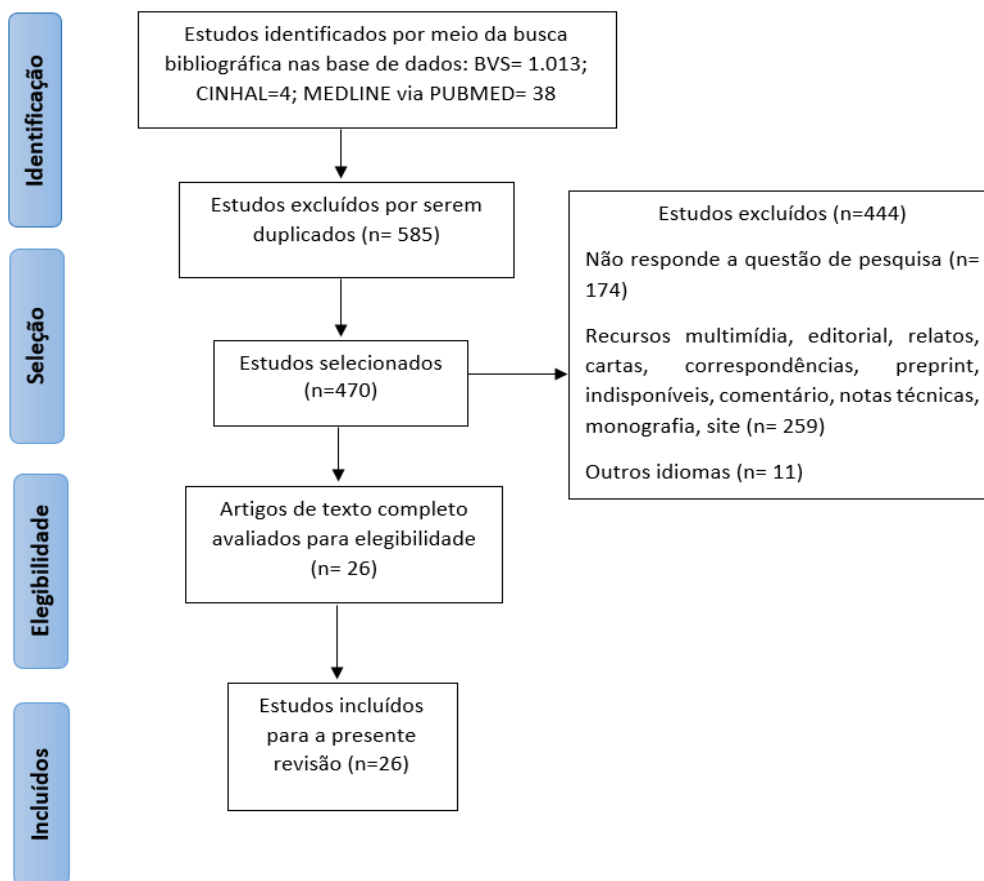 Identificação
Estudos identificados por meio da busca
bibliográfica nas base de dados: BVS= 1.013;
CINHAL=4; MEDLINE via PUBMED= 38
Estudos excluídos por serem
duplicados (n= 585)
Seleção
Estudos selecionados
(n=470)
Estudos excluídos (n=444)
Não responde a questão de pesquisa (n=
174)
Recursos multimídia, editorial, relatos,
cartas, correspondências, preprint,
indisponíveis, comentário, notas técnicas,
monografia, site (n= 259)
Outros idiomas (n= 11)
Elegibilidade
Artigos de texto completo
avaliados para elegibilidade
(n= 26)
Incluídos
Estudos incluídos
para a presente
revisão (n=26)